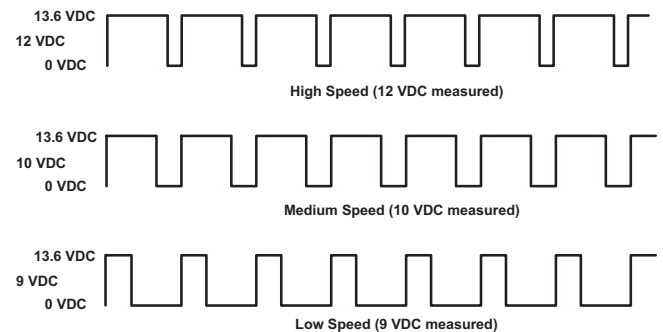 13.6 VDC
12 VDC
0 VDC
High Speed (12 VDC measured)
13.6 VDC
10 VDC
0 VDC
Medium Speed (10 VDC measured)
13.6 VDC
9 VDC
0 VDC
Low Speed (9 VDC measured)